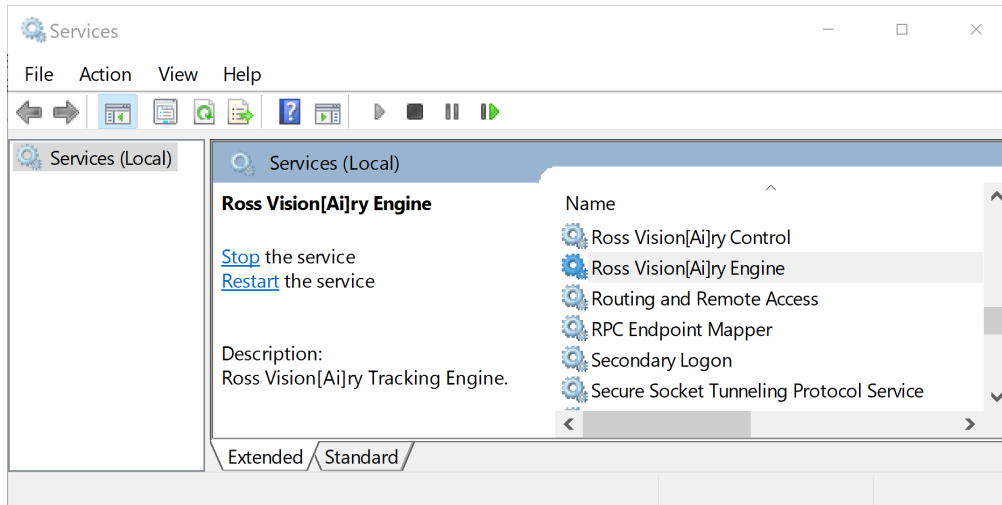 Services
File Action View Help
Services (Local)
Services (Local)
Ross Vision[Ai]ry Engine
Stop the service
Restart the service
Description:
Ross Vision[Ai]ry Tracking Engine.
Name
Ross Vision[Ai]ry Control
Ross Vision[Ai]ry Engine
Routing and Remote Access
RPC Endpoint Mapper
Secondary Logon
Secure Socket Tunneling Protocol Service
Extended Standard